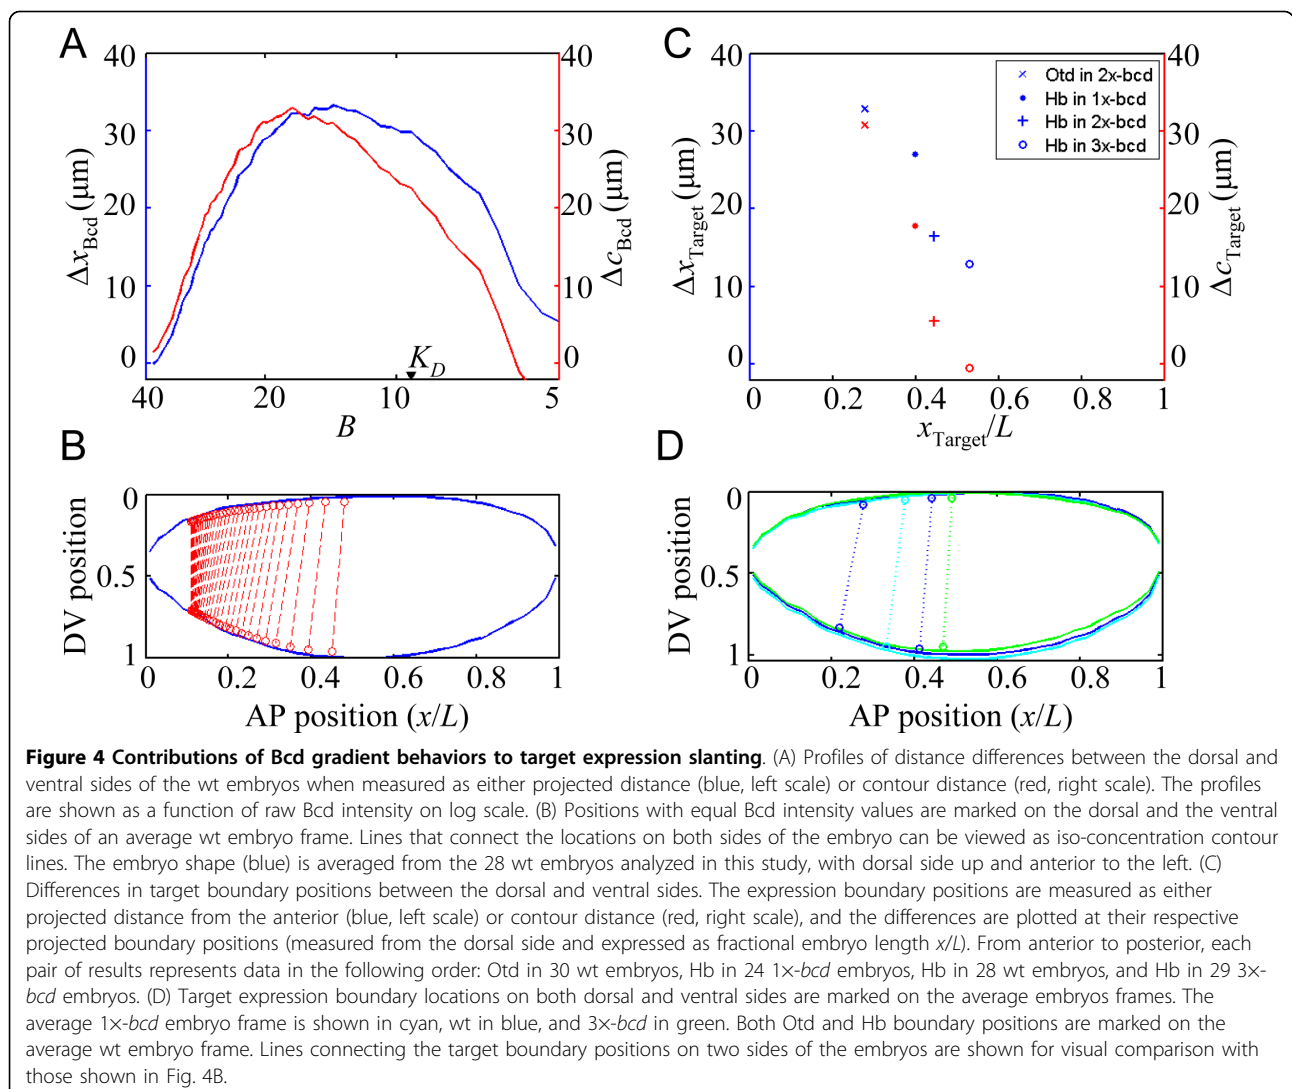 A
40
30
20
10
0
Δx_Bcd (μm)
40
30
20
10
0
Δc_Bcd (μm)
K_D
40
20
10
5
B
C
40
30
20
10
0
Δx_Target (μm)
Otd in 2x-bcd
Hb in 1x-bcd
Hb in 2x-bcd
Hb in 3x-bcd
40
30
20
10
0
Δc_Target (μm)
0
0.2
0.4
0.6
0.8
1
x_Target/L
B
0
0.5
1
DV position
0
0.2
0.4
0.6
0.8
1
AP position (x/L)
D
0
0.5
1
DV position
0
0.2
0.4
0.6
0.8
1
AP position (x/L)
Figure 4 Contributions of Bcd gradient behaviors to target expression slanting. (A) Profiles of distance differences between the dorsal and
ventral sides of the wt embryos when measured as either projected distance (blue, left scale) or contour distance (red, right scale). The profiles
are shown as a function of raw Bcd intensity on log scale. (B) Positions with equal Bcd intensity values are marked on the dorsal and the ventral
sides of an average wt embryo frame. Lines that connect the locations on both sides of the embryo can be viewed as iso-concentration contour
lines. The embryo shape (blue) is averaged from the 28 wt embryos analyzed in this study, with dorsal side up and anterior to the left. (C)
Differences in target boundary positions between the dorsal and ventral sides. The expression boundary positions are measured as either
projected distance from the anterior (blue, left scale) or contour distance (red, right scale), and the differences are plotted at their respective
projected boundary positions (measured from the dorsal side and expressed as fractional embryo length x/L). From anterior to posterior, each
pair of results represents data in the following order: Otd in 30 wt embryos, Hb in 24 1×-bcd embryos, Hb in 28 wt embryos, and Hb in 29 3×-
bcd embryos. (D) Target expression boundary locations on both dorsal and ventral sides are marked on the average embryos frames. The
average 1×-bcd embryo frame is shown in cyan, wt in blue, and 3×-bcd in green. Both Otd and Hb boundary positions are marked on the
average wt embryo frame. Lines connecting the target boundary positions on two sides of the embryos are shown for visual comparison with
those shown in Fig. 4B.